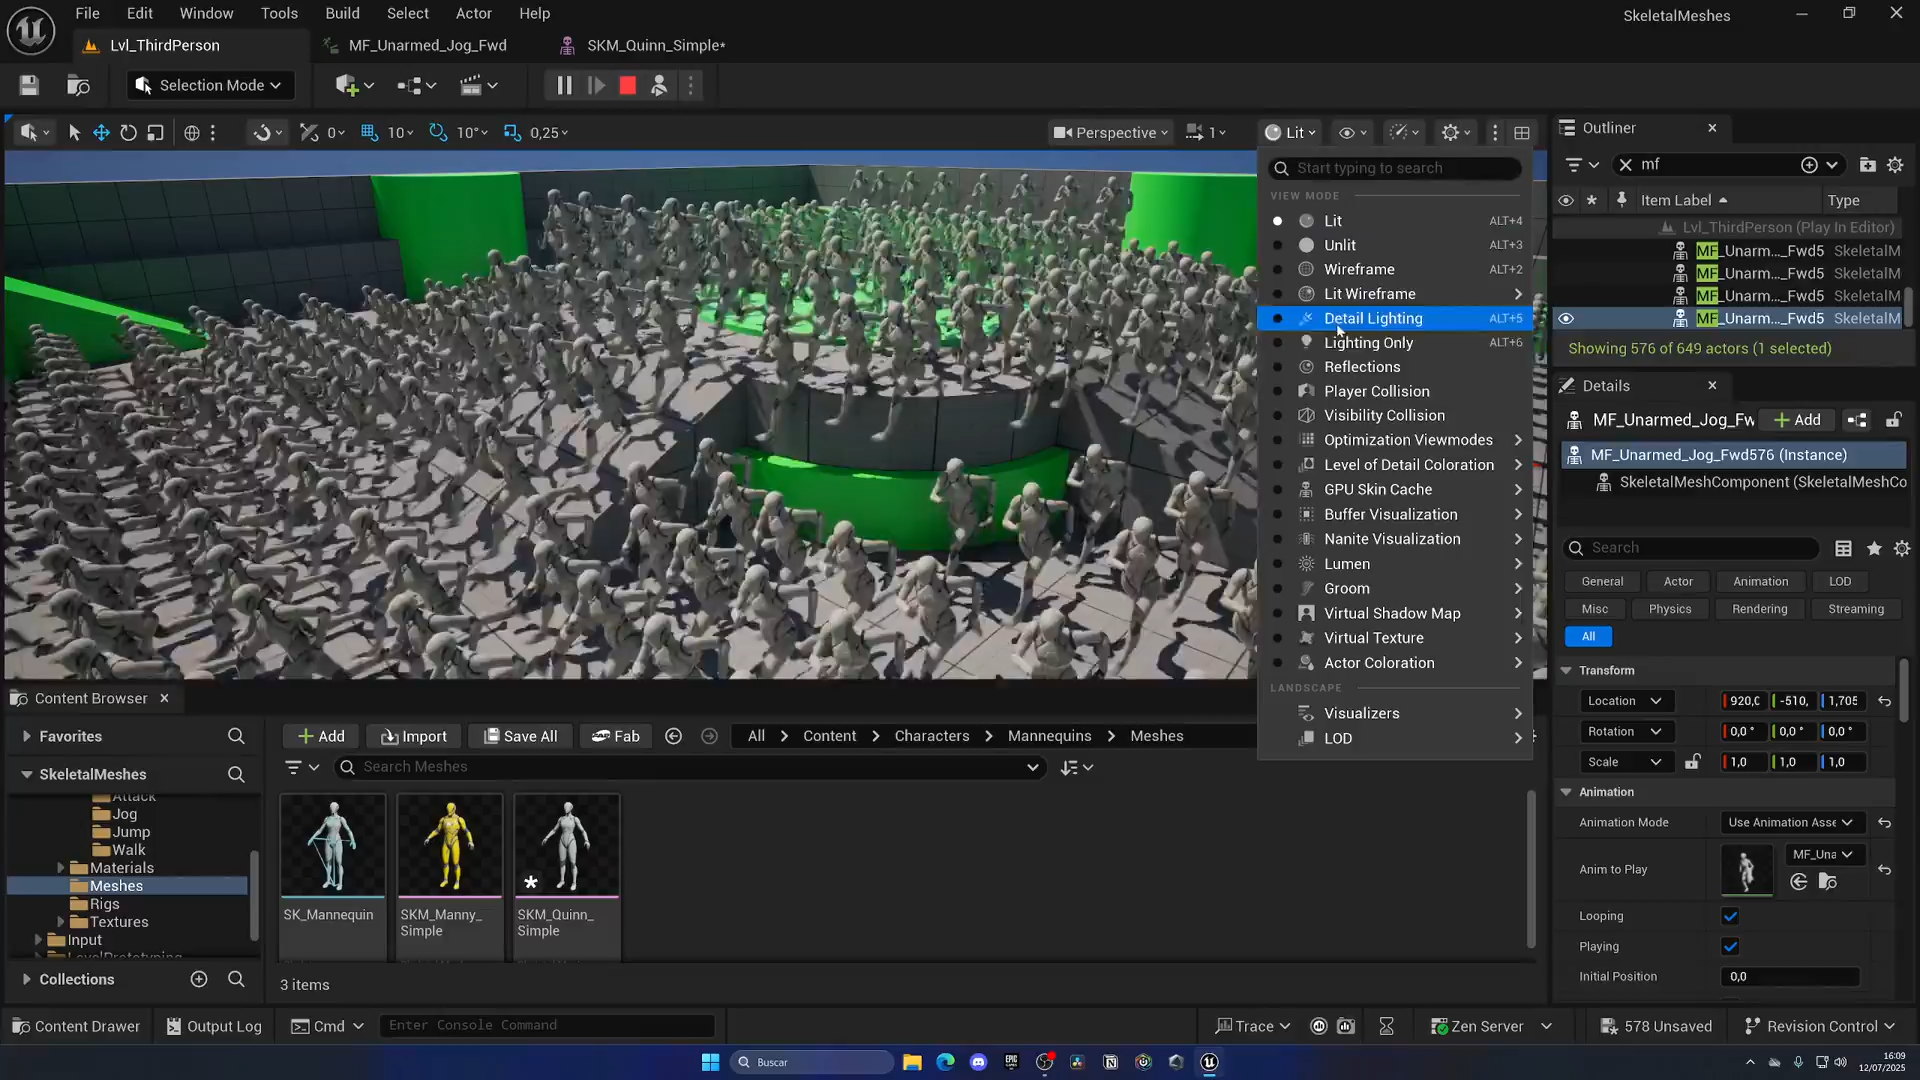 File Edit Window Tools Build Select Actor Help
SkeletalMeshes
Lvl_ThirdPerson
MF_Unarmed_Jog_Fwd
SKM_Quinn_Simple*
Selection Mode
0
10
10°
0,25
Perspective
1
Lit
Start typing to search
VIEW MODE
Lit ALT+4
Unlit ALT+3
Wireframe ALT+2
Lit Wireframe
Detail Lighting ALT+5
Lighting Only ALT+6
Reflections
Player Collision
Visibility Collision
Optimization Viewmodes
Level of Detail Coloration
GPU Skin Cache
Buffer Visualization
Nanite Visualization
Lumen
Groom
Virtual Shadow Map
Virtual Texture
Actor Coloration
LANDSCAPE
Visualizers
LOD
Outliner
mf
Item Label Type
Lvl_ThirdPerson (Play In Editor)
MF_Unarm..._Fwd5 SkeletalM
MF_Unarm..._Fwd5 SkeletalM
MF_Unarm..._Fwd5 SkeletalM
MF_Unarm..._Fwd5 SkeletalM
Showing 576 of 649 actors (1 selected)
Details
MF_Unarmed_Jog_Fw Add
MF_Unarmed_Jog_Fwd576 (Instance)
SkeletalMeshComponent (SkeletalMeshCo
Search
General Actor Animation LOD
Misc Physics Rendering Streaming
All
Transform
Location 920,0 -510, 1,705
Rotation 0,0 ° 0,0 ° 0,0 °
Scale 1,0 1,0 1,0
Animation
Animation Mode Use Animation Asse
Anim to Play MF_Una
Looping
Playing
Initial Position 0,0
Content Browser
Favorites
SkeletalMeshes
Attack
Jog
Jump
Walk
Materials
Meshes
Rigs
Textures
Input
LevelPrototyping
Collections
Add Import Save All Fab All Content Characters Mannequins Meshes
Search Meshes
SK_Mannequin
SKM_Manny_
Simple
SKM_Quinn_
Simple
3 items
Content Drawer Output Log Cmd Enter Console Command Trace Zen Server 578 Unsaved Revision Control
Buscar
16:09
12/07/2025